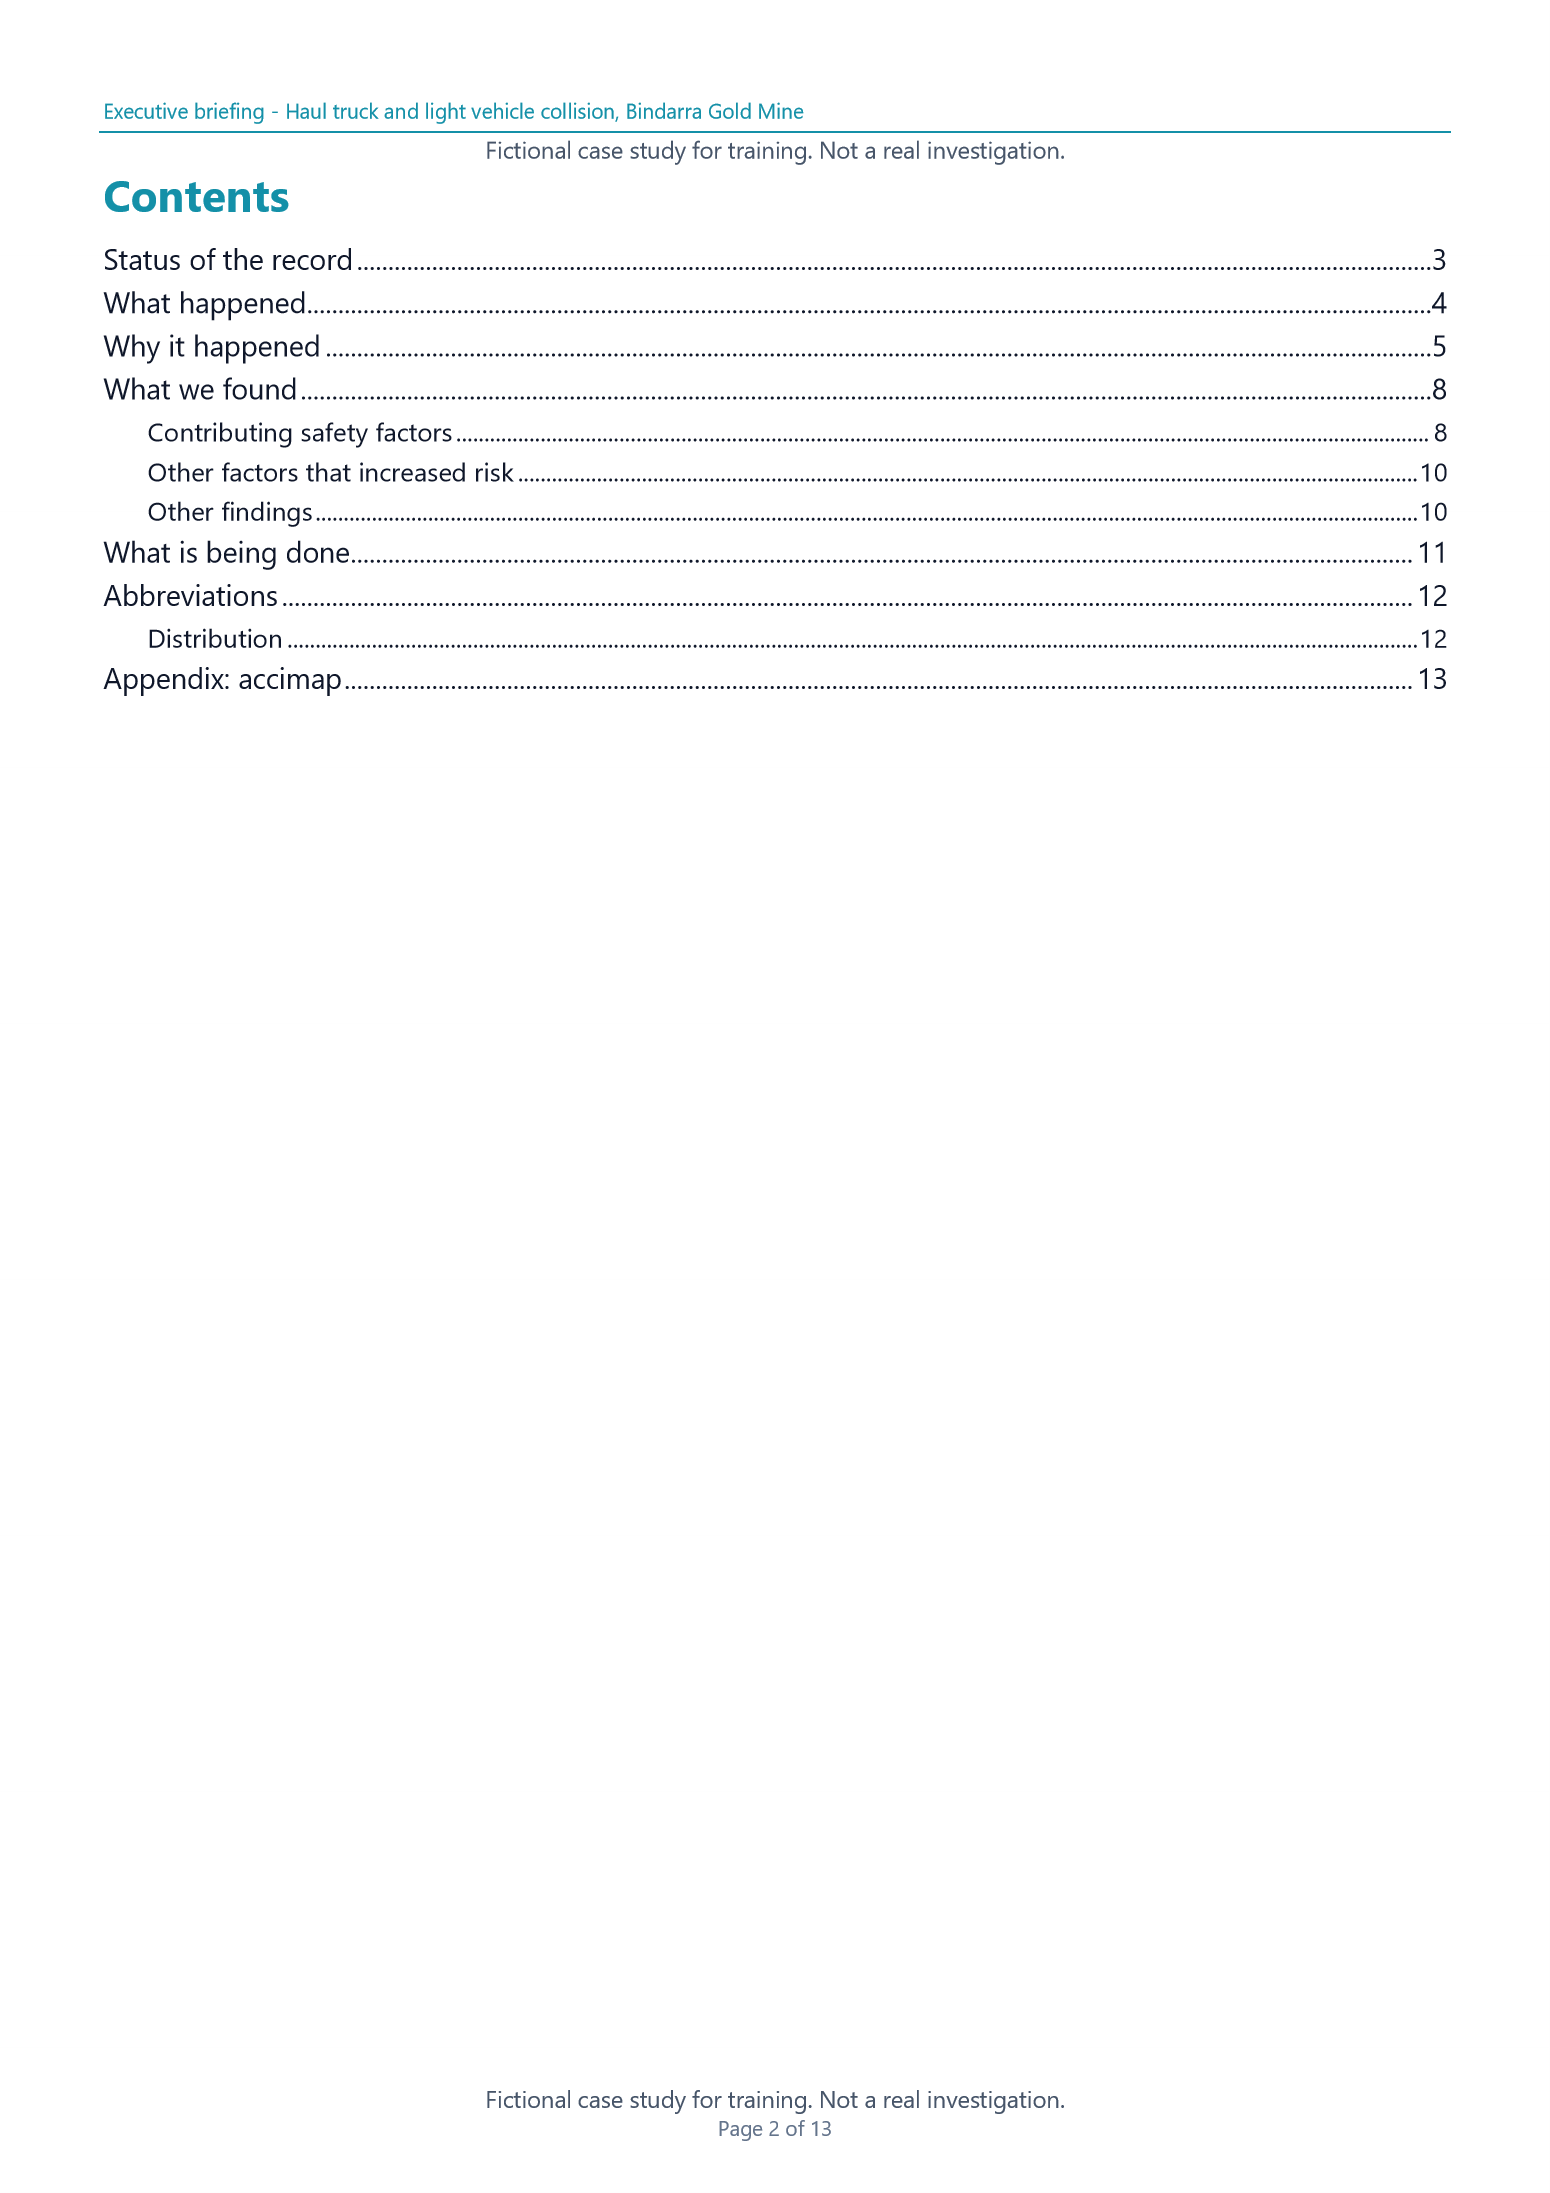 Executive briefing - Haul truck and light vehicle collision, Bindarra Gold Mine
Fictional case study for training. Not a real investigation.
Contents
Status of the record 3
What happened 4
Why it happened 5
What we found 8
Contributing safety factors 8
Other factors that increased risk 10
Other findings 10
What is being done 11
Abbreviations 12
Distribution 12
Appendix: accimap 13
Fictional case study for training. Not a real investigation.
Page 2 of 13